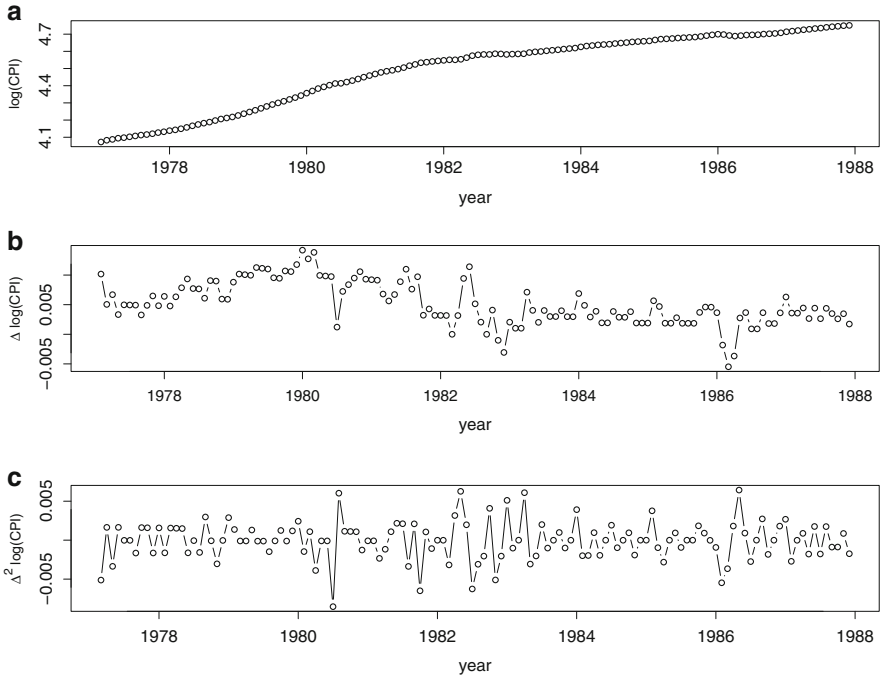 a
log(CPI)
4.7
4.4
4.1
1978 1980 1982 1984 1986 1988
year
b
Δ log(CPI)
0.005
−0.005
1978 1980 1982 1984 1986 1988
year
c
Δ² log(CPI)
0.005
−0.005
1978 1980 1982 1984 1986 1988
year